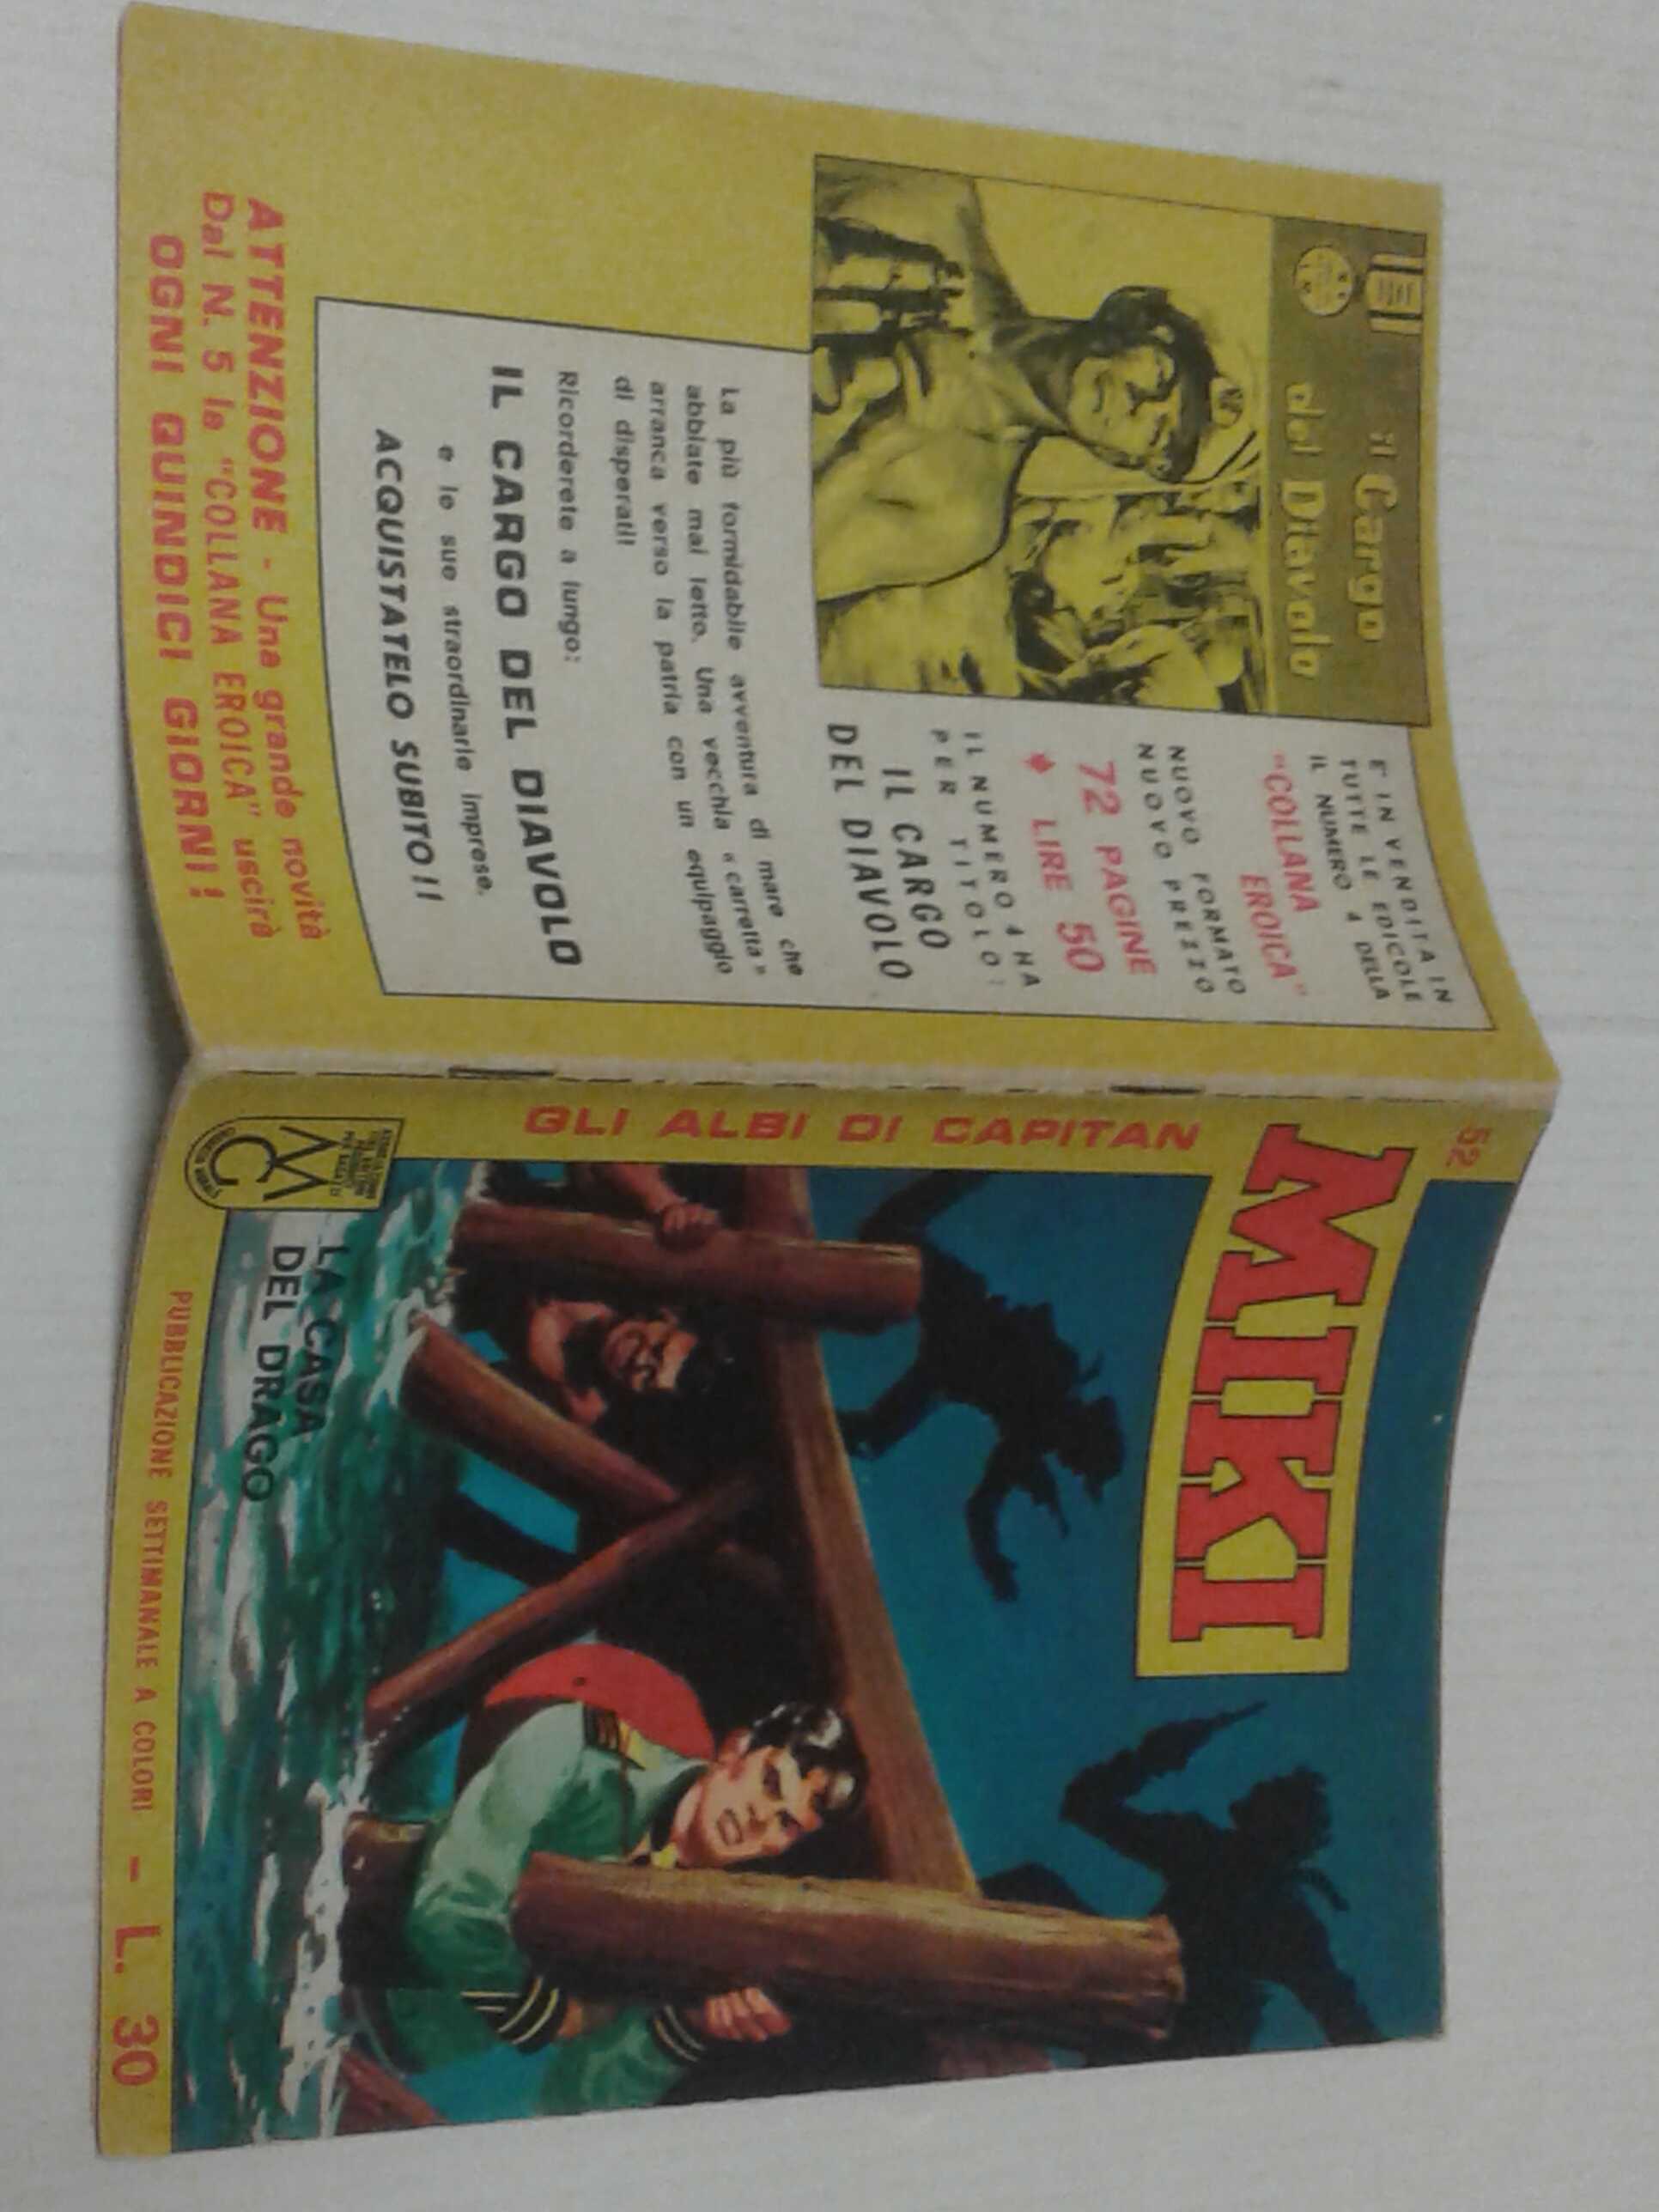 il Cargo
del Diavolo
E' IN VENDITA IN
TUTTE LE EDICOLE
IL NUMERO 4 DELLA
"COLLANA
EROICA"
NUOVO FORMATO
NUOVO PREZZO
72 PAGINE
LIRE 50
IL NUMERO 4 HA
PER TITOLO:
IL CARGO
DEL DIAVOLO
La più formidabile avventura di mare che
abbiate mai letto. Una vecchia « carretta »
arranca verso la patria con un equipaggio
di disperati!
Ricorderete a lungo:
IL CARGO DEL DIAVOLO
e le sue straordinarie imprese.
ACQUISTATELO SUBITO!!
ATTENZIONE - Una grande novità
Dal N. 5 la "COLLANA EROICA" uscirà
OGNI QUINDICI GIORNI!
52
GLI ALBI DI CAPITAN
MIKI
LA CASA
DEL DRAGO
PUBBLICAZIONE SETTIMANALE A COLORI - L. 30